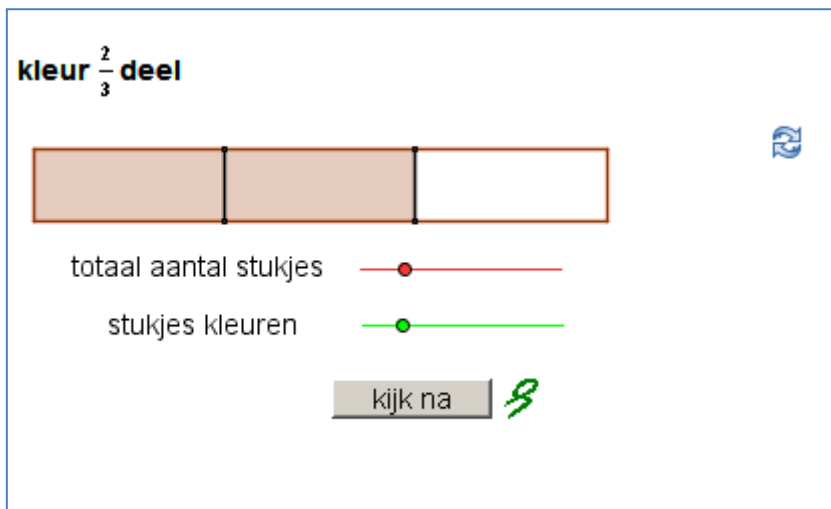 kleur 2/3 deel
totaal aantal stukjes
stukjes kleuren
kijk na